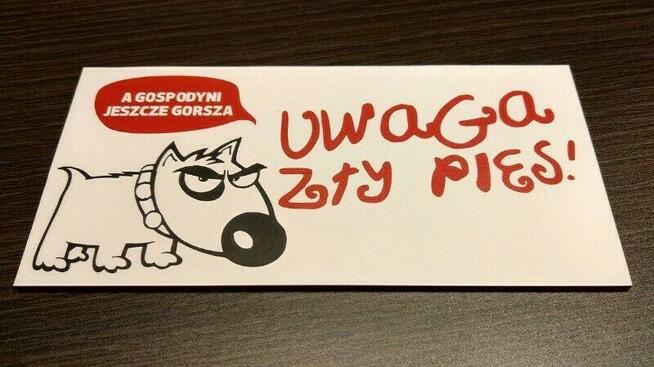 A GOSPODYNI
JESZCZE GORSZA
UWAGA
Zły PIES!